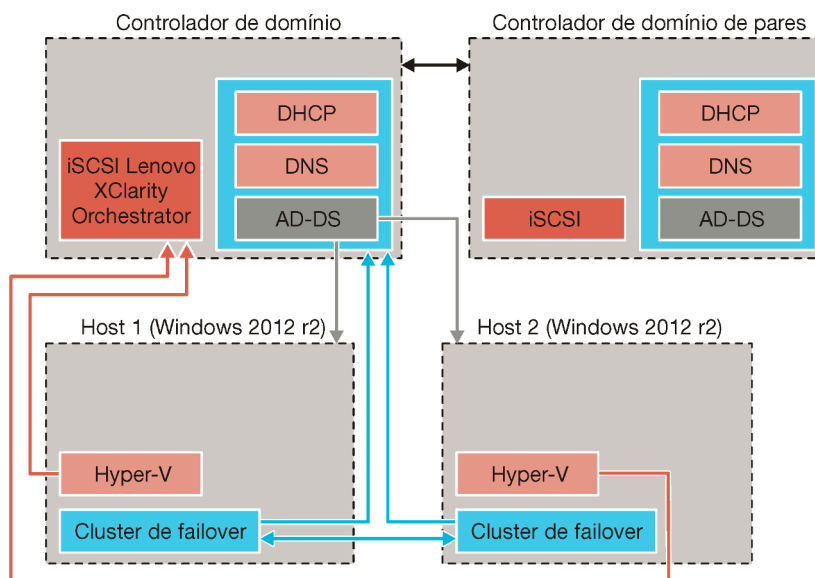 Controlador de domínio
Controlador de domínio de pares
DHCP
DNS
AD-DS
iSCSI Lenovo
XClarity
Orchestrator
DHCP
DNS
AD-DS
iSCSI
Host 1 (Windows 2012 r2)
Host 2 (Windows 2012 r2)
Hyper-V
Cluster de failover
Hyper-V
Cluster de failover